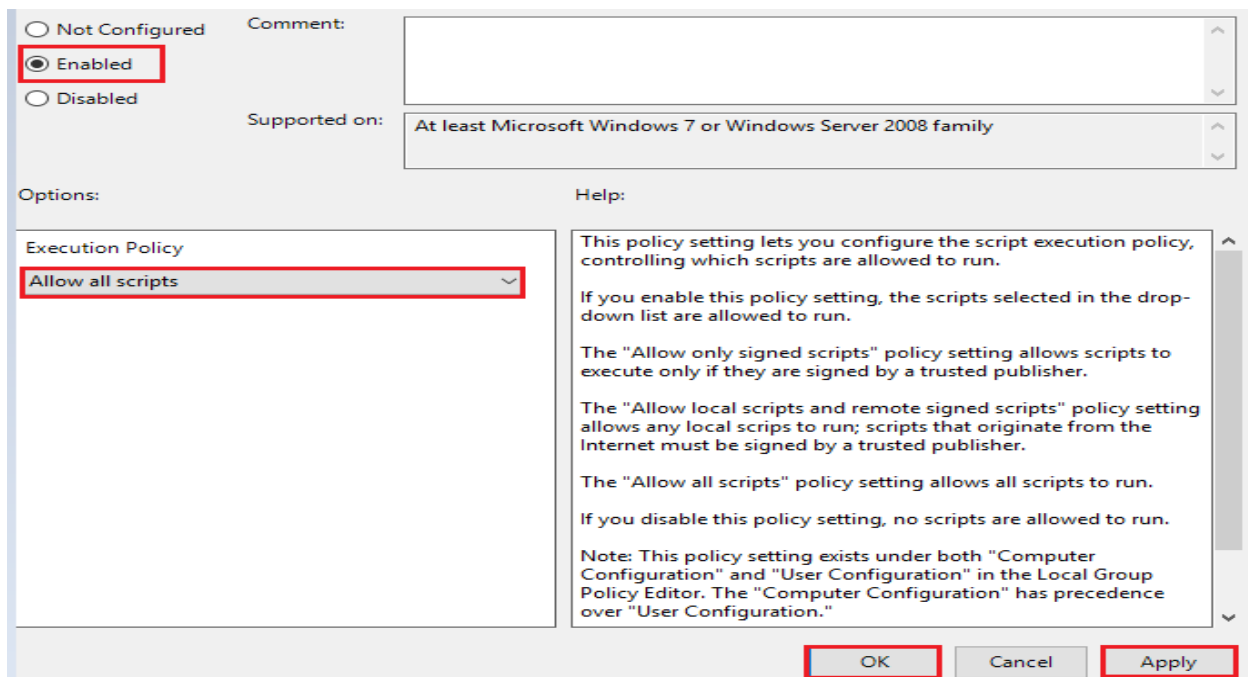 Not Configured
Comment:
Enabled
Disabled
Supported on:
At least Microsoft Windows 7 or Windows Server 2008 family
Options:
Help:
Execution Policy
Allow all scripts
This policy setting lets you configure the script execution policy,
controlling which scripts are allowed to run.
If you enable this policy setting, the scripts selected in the drop-
down list are allowed to run.
The "Allow only signed scripts" policy setting allows scripts to
execute only if they are signed by a trusted publisher.
The "Allow local scripts and remote signed scripts" policy setting
allows any local scrips to run; scripts that originate from the
Internet must be signed by a trusted publisher.
The "Allow all scripts" policy setting allows all scripts to run.
If you disable this policy setting, no scripts are allowed to run.
Note: This policy setting exists under both "Computer
Configuration" and "User Configuration" in the Local Group
Policy Editor. The "Computer Configuration" has precedence
over "User Configuration."
OK
Cancel
Apply